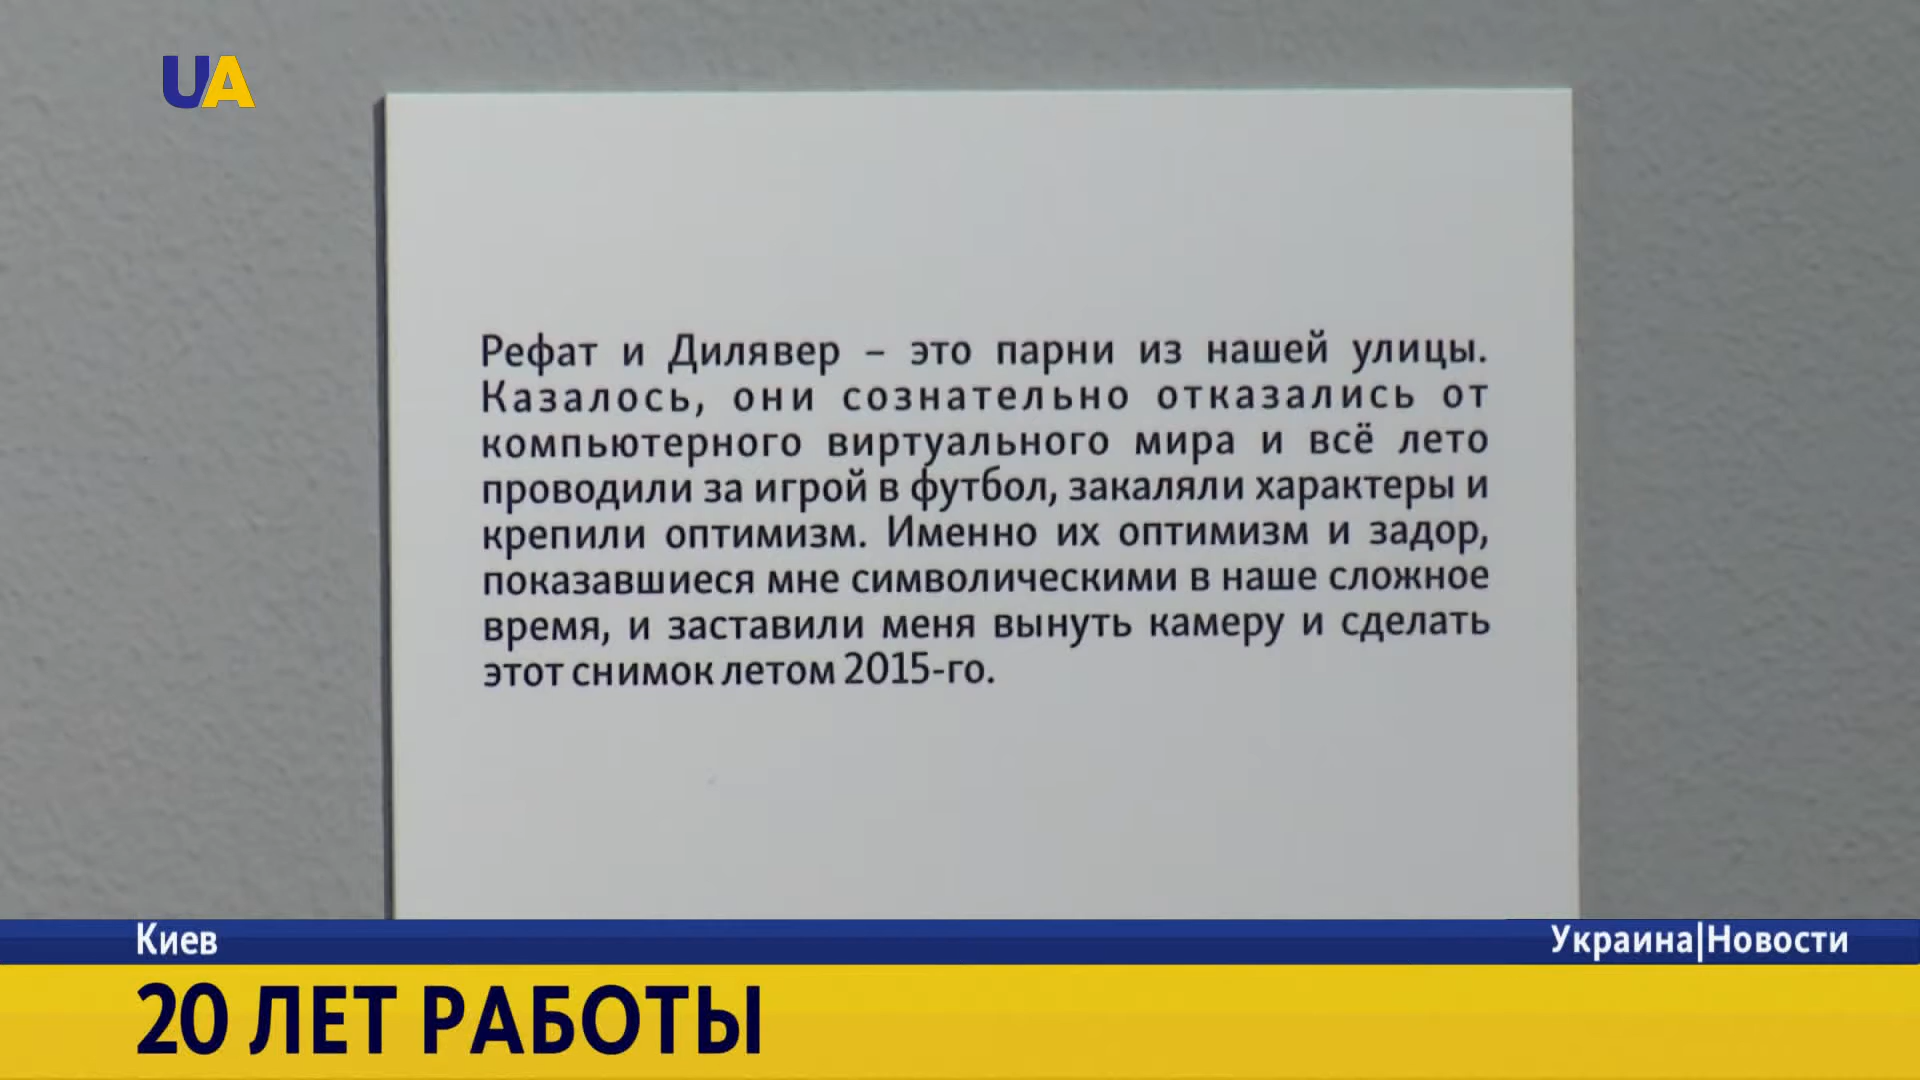 UA
Рефат и Дилявер – это парни из нашей улицы.
Казалось, они сознательно отказались от
компьютерного виртуального мира и всё лето
проводили за игрой в футбол, закаляли характеры и
крепили оптимизм. Именно их оптимизм и задор,
показавшиеся мне символическими в наше сложное
время, и заставили меня вынуть камеру и сделать
этот снимок летом 2015-го.
Киев
Украина|Новости
20 ЛЕТ РАБОТЫ